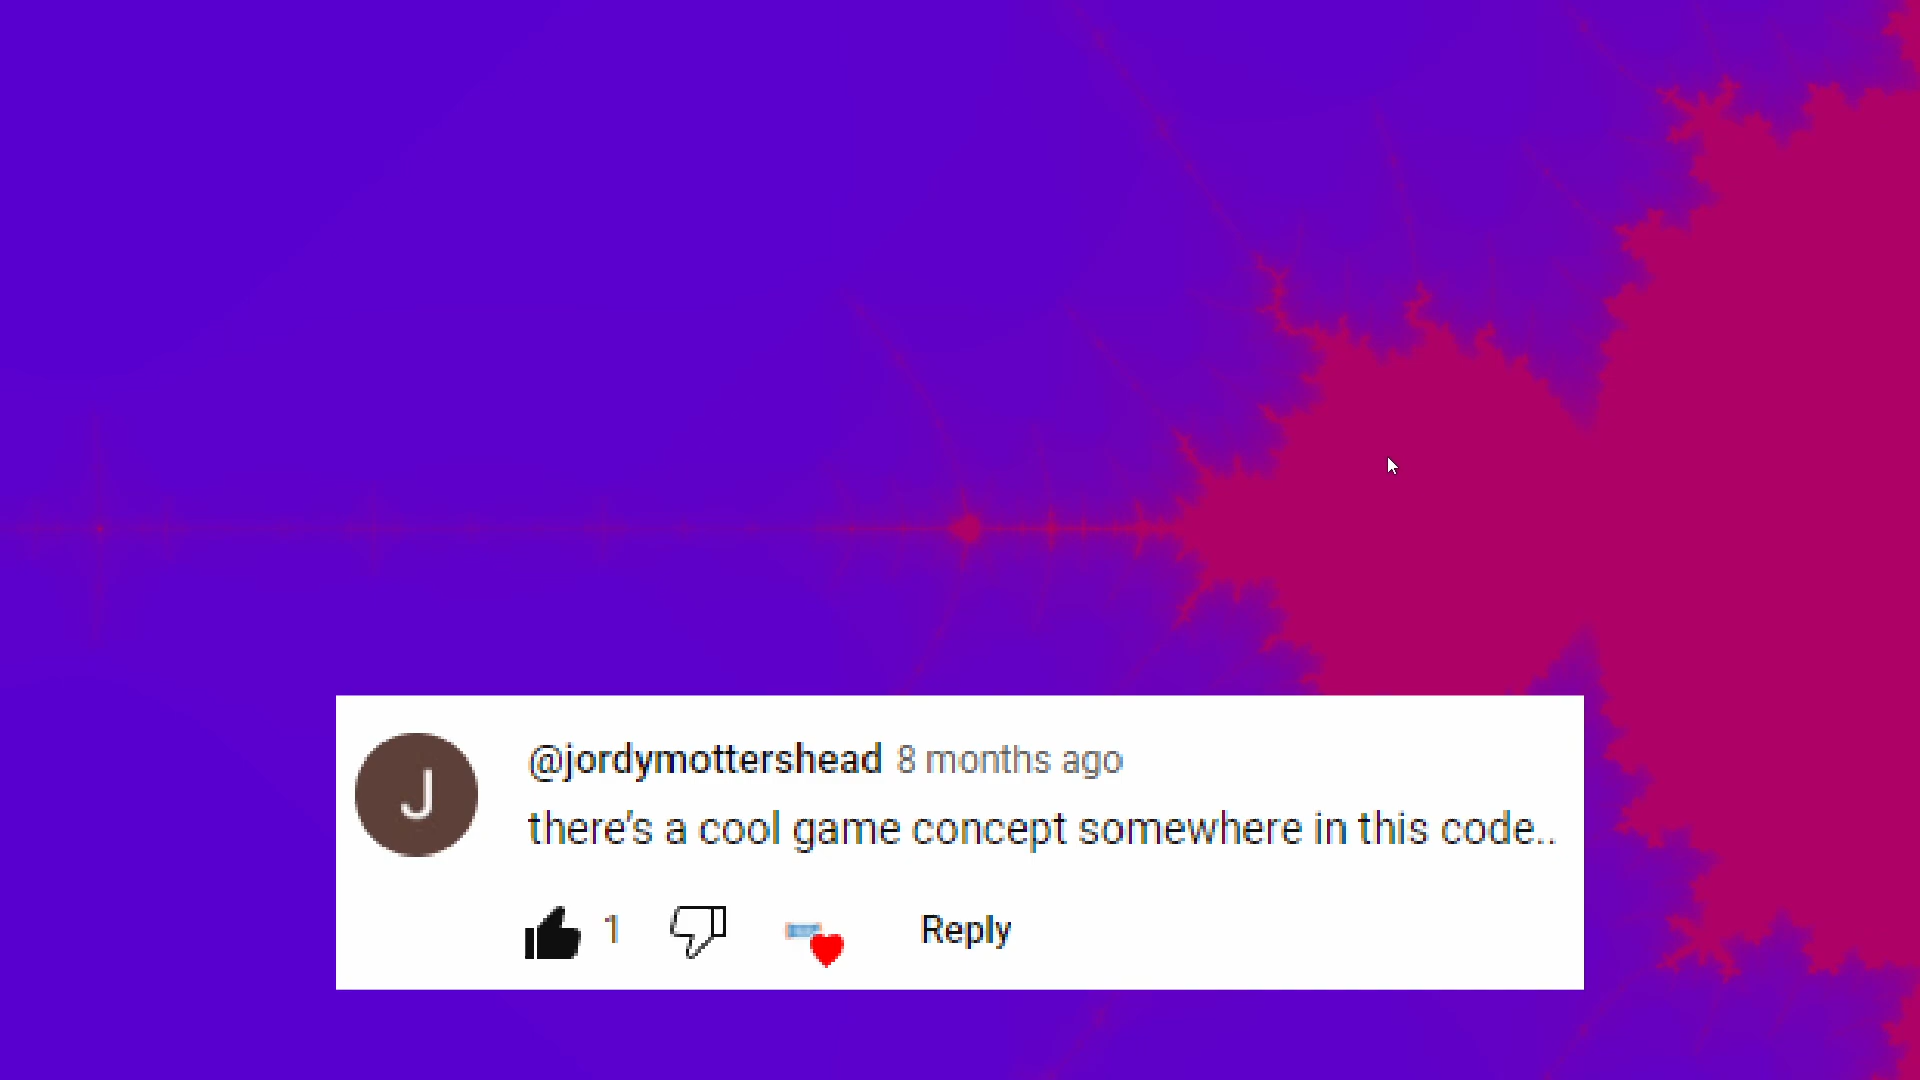 J
@jordymottershead 8 months ago
there's a cool game concept somewhere in this code..
1
Reply